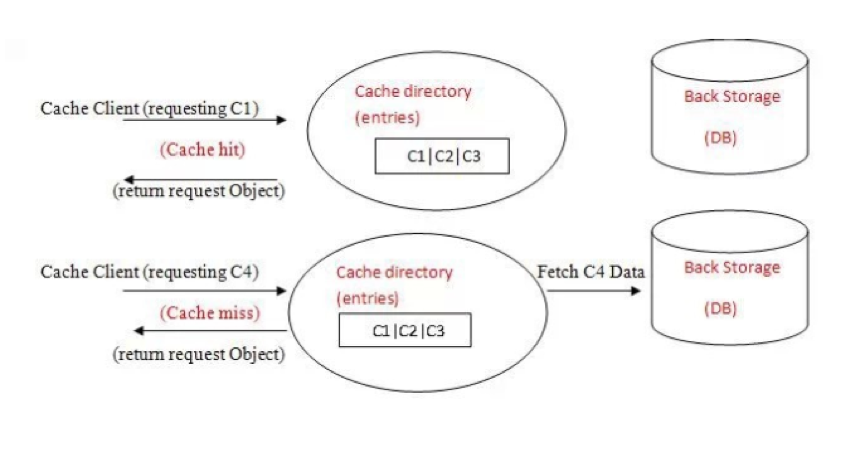 Cache Client (requesting C1)
(Cache hit)
(return request Object)
Cache directory
(entries)
C1|C2|C3
Back Storage
(DB)
Cache Client (requesting C4)
(Cache miss)
(return request Object)
Cache directory
(entries)
C1|C2|C3
Fetch C4 Data
Back Storage
(DB)